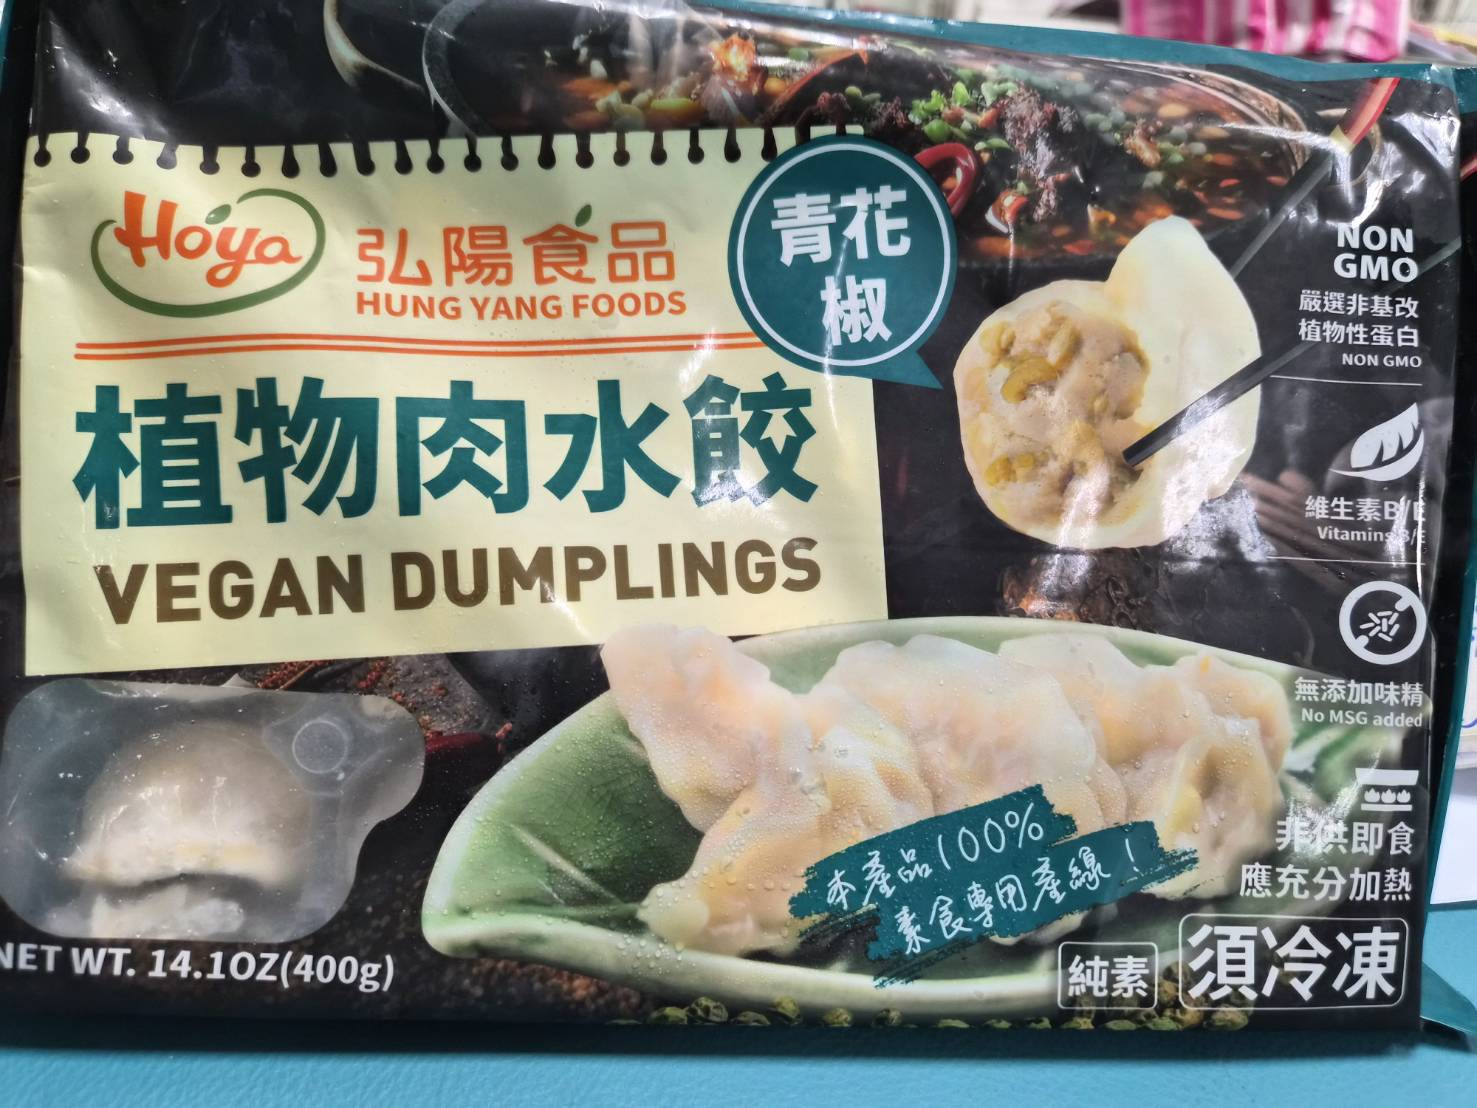 Hoya
弘陽食品
HUNG YANG FOODS
青花
椒
植物肉水餃
VEGAN DUMPLINGS
NON
GMO
嚴選非基改
植物性蛋白
NON GMO
維生素B/E
Vitamins B/E
無添加味精
No MSG added
非供即食
應充分加熱
本產品100%
素食專用產線!
純素
須冷凍
NET WT. 14.1OZ(400g)